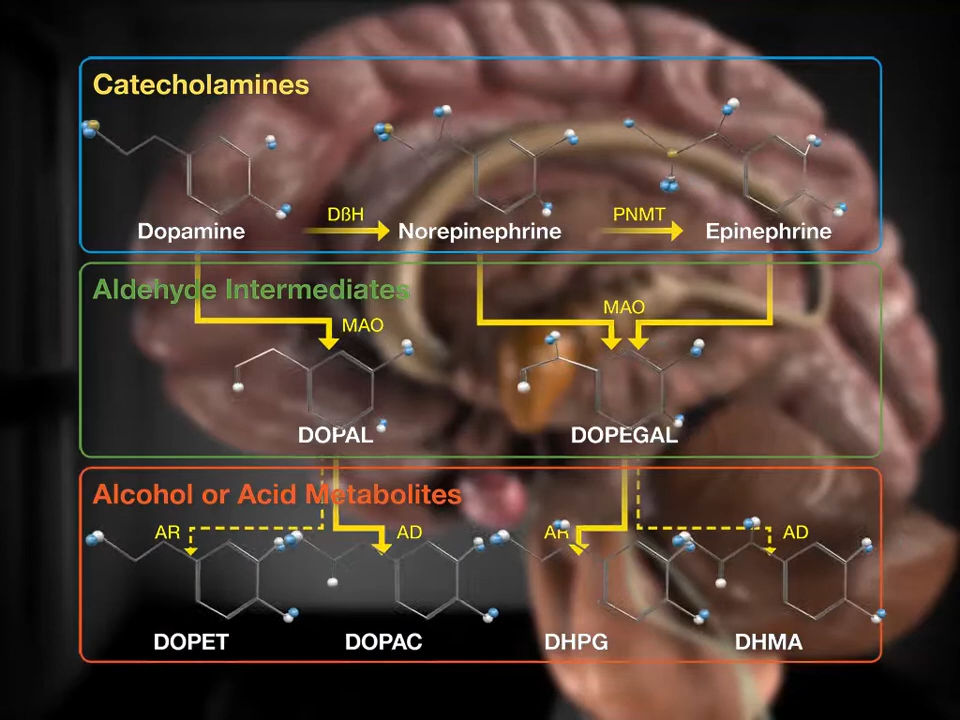 Catecholamines
DßH
PNMT
Dopamine
Norepinephrine
Epinephrine
Aldehyde Intermediates
MAO
MAO
DOPAL
DOPEGAL
Alcohol or Acid Metabolites
AR
AD
AR
AD
DOPET
DOPAC
DHPG
DHMA